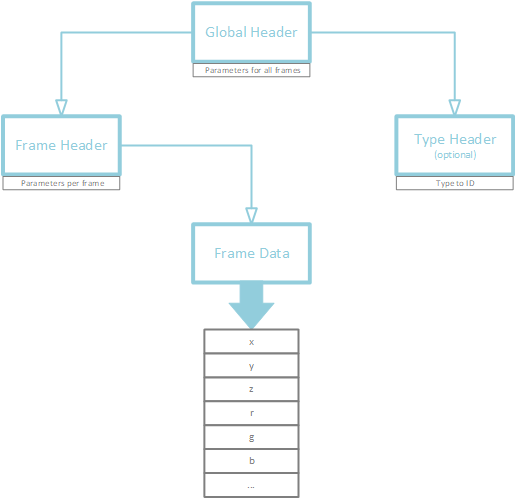 Global Header
Parameters for all frames
Frame Header
Parameters per frame
Type Header
(optional)
Type to ID
Frame Data
x
y
z
r
g
b
...